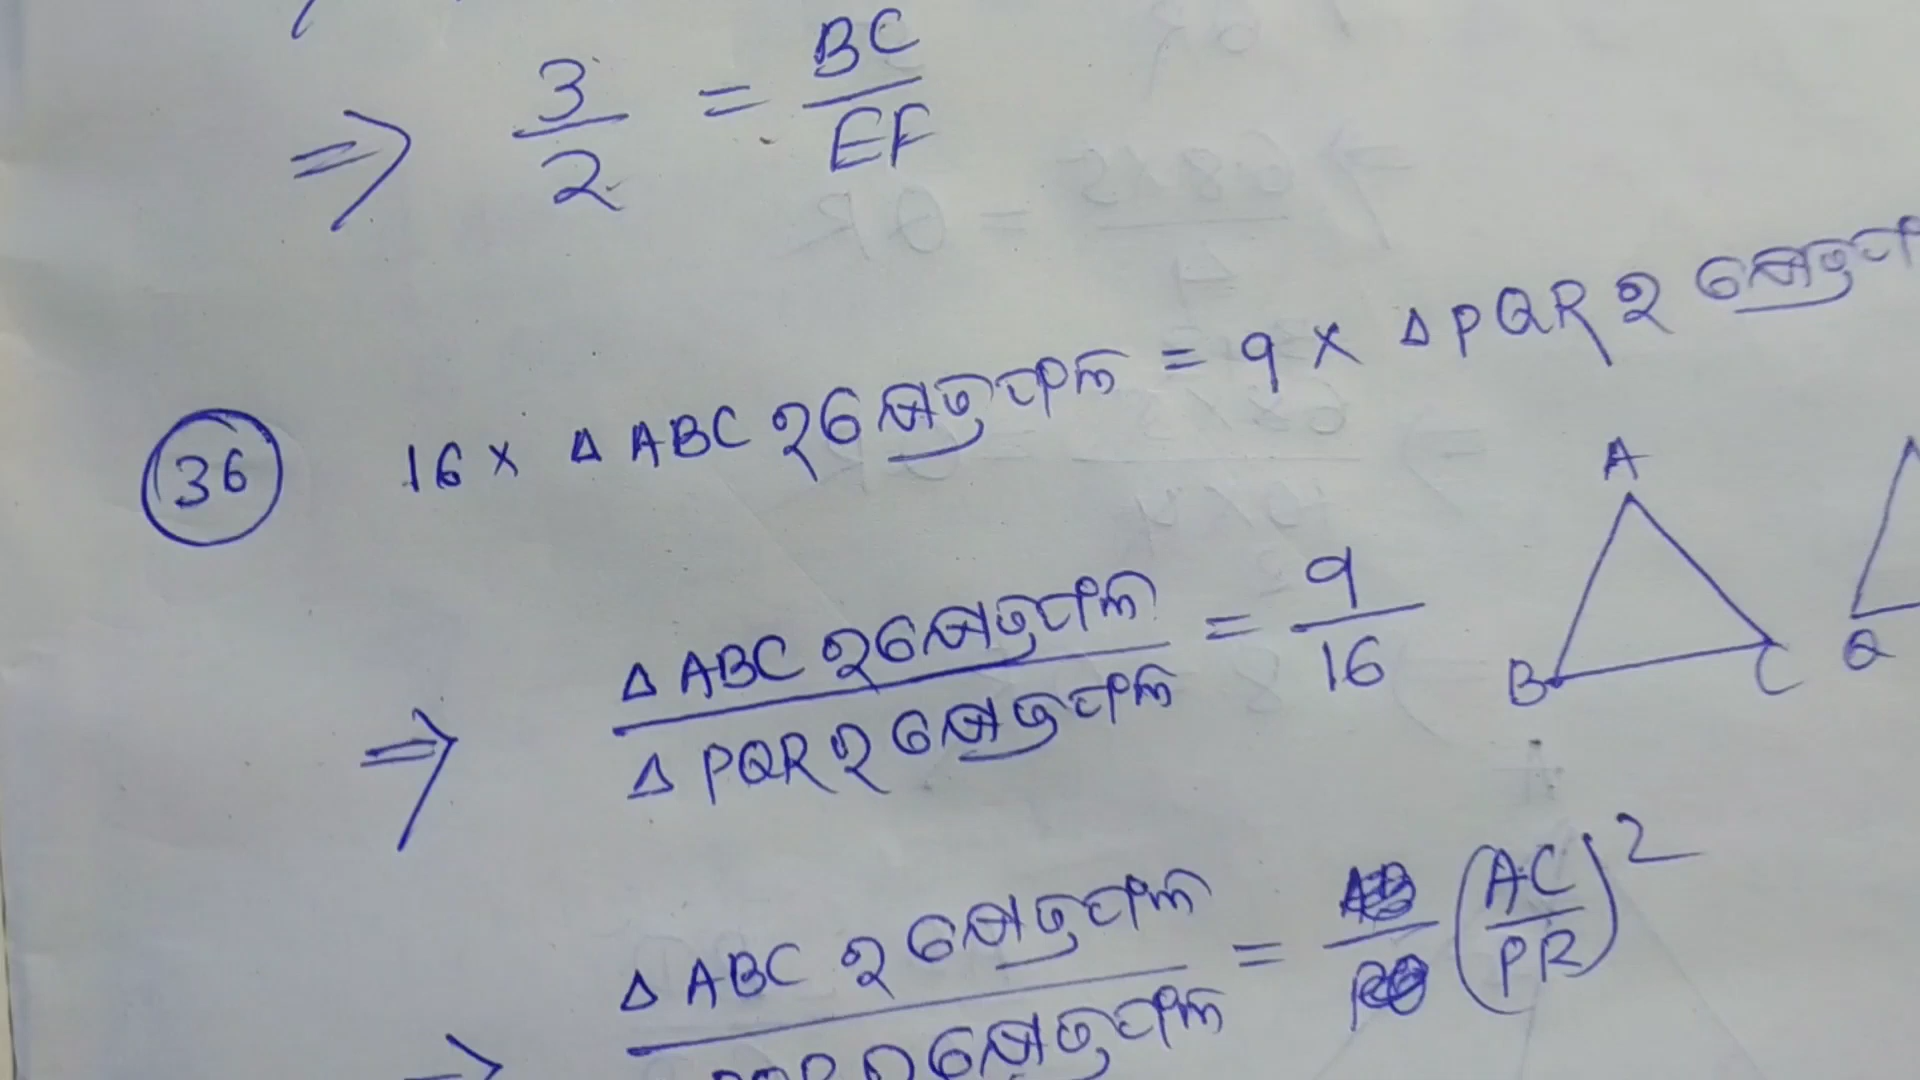 ⇒ 3/2 = BC/EF
36 16 × Δ ABC ର କ୍ଷେତ୍ରଫଳ = 9 × Δ PQR ର
A
B C Q
⇒ Δ ABC ର କ୍ଷେତ୍ରଫଳ / Δ PQR ର କ୍ଷେତ୍ରଫଳ = 9/16
⇒ Δ ABC ର କ୍ଷେତ୍ରଫଳ / PQR ର କ୍ଷେତ୍ରଫଳ = (AC/PR)²